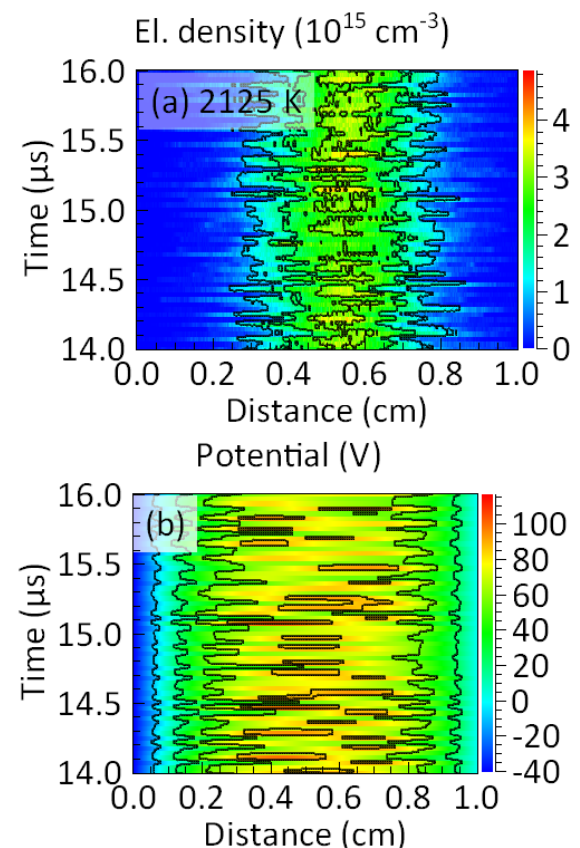 El. density (10¹⁵ cm⁻³)
(a) 2125 K
16.0
15.5
15.0
14.5
14.0
Time (μs)
0.0 0.2 0.4 0.6 0.8 1.0
Distance (cm)
4
3
2
1
0
Potential (V)
(b)
16.0
15.5
15.0
14.5
14.0
Time (μs)
0.0 0.2 0.4 0.6 0.8 1.0
Distance (cm)
100
80
60
40
20
0
-20
-40